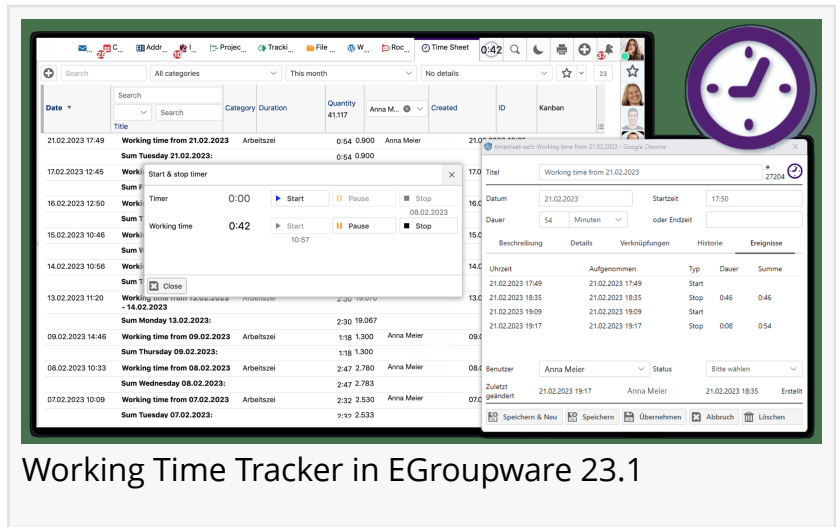 C... Addr... I... Projec... Tracki... File... W... Roc... Time Sheet 0:42
29 10 37
Search All categories This month No details 23
Date Search Search Title Category Duration Quantity 41.117 Anna M... Created ID Kanban
21.02.2023 17:49 Working time from 21.02.2023 Arbeitszei 0:54 0.900 Anna Meier
Sum Tuesday 21.02.2023: 0:54 0.900
17.02.2023 12:45
16.02.2023 12:50
15.02.2023 10:46
14.02.2023 10:56
13.02.2023 11:20 Working time from 13.02.2023 - 14.02.2023 Arbeitszei 2:30 19.070
Sum Monday 13.02.2023: 2:30 19.067
09.02.2023 14:46 Working time from 09.02.2023 Arbeitszei 1:18 1.300 Anna Meier
Sum Thursday 09.02.2023: 1:18 1.300
08.02.2023 10:33 Working time from 08.02.2023 Arbeitszei 2:47 2.780 Anna Meier
Sum Wednesday 08.02.2023: 2:47 2.783
07.02.2023 10:09 Working time from 07.02.2023 Arbeitszei 2:32 2.530 Anna Meier
Sum Tuesday 07.02.2023: 2:32 2.533
Start & stop timer
Timer 0:00 Start Pause Stop
08.02.2023
Working time 0:42 Start Pause Stop
10:57
Close
timesheet-edit: Working time from 21.02.2023 - Google Chrome
Titel Working time from 21.02.2023 # 27204
Datum 21.02.2023 Startzeit 17:50
Dauer 54 Minuten oder Endzeit
Beschreibung Details Verknüpfungen Historie Ereignisse
Uhrzeit Aufgenommen Typ Dauer Summe
21.02.2023 17:49 21.02.2023 17:49 Start
21.02.2023 18:35 21.02.2023 18:35 Stop 0:46 0:46
21.02.2023 19:09 21.02.2023 19:09 Start
21.02.2023 19:17 21.02.2023 19:17 Stop 0:08 0:54
Benutzer Anna Meier Status Bitte wählen
Zuletzt geändert 21.02.2023 19:17 Anna Meier 21.02.2023 18:35 Erstellt
Speichern & Neu Speichern Übernehmen Abbruch Löschen
Working Time Tracker in EGroupware 23.1